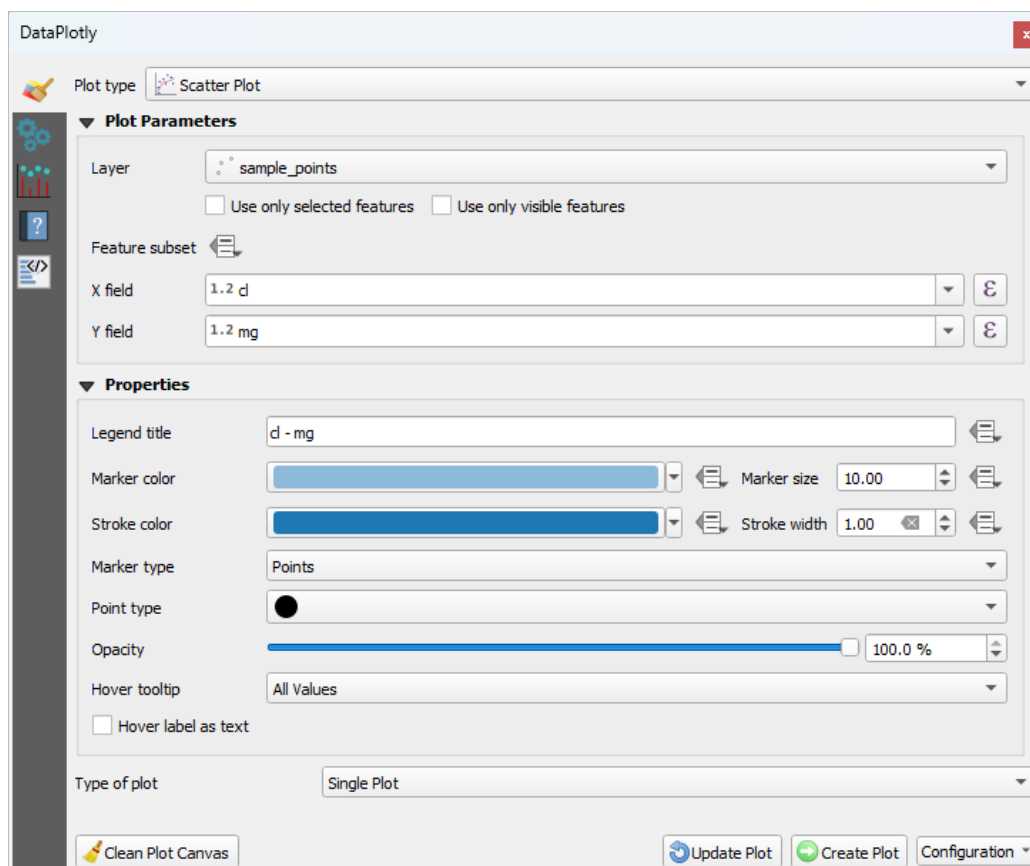 DataPlotly
x
Plot type Scatter Plot
Plot Parameters
Layer sample_points
Use only selected features Use only visible features
Feature subset
X field 1.2 cl ε
Y field 1.2 mg ε
Properties
Legend title cl - mg
Marker color Marker size 10.00
Stroke color Stroke width 1.00
Marker type Points
Point type
Opacity 100.0 %
Hover tooltip All Values
Hover label as text
Type of plot Single Plot
Clean Plot Canvas Update Plot Create Plot Configuration